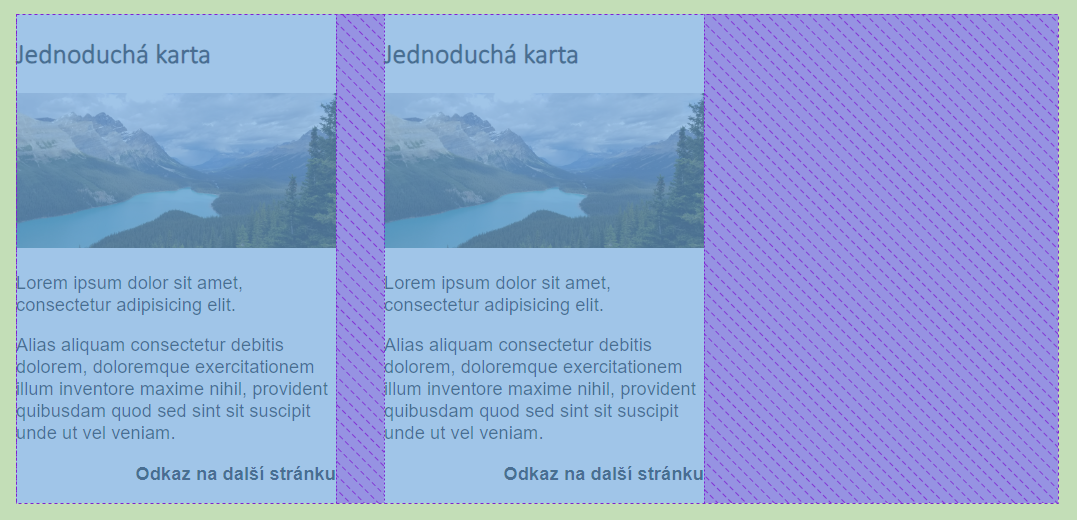 Jednoduchá karta
Lorem ipsum dolor sit amet,
consectetur adipisicing elit.
Alias aliquam consectetur debitis
dolorem, doloremque exercitationem
illum inventore maxime nihil, provident
quibusdam quod sed sint sit suscipit
unde ut vel veniam.
Odkaz na další stránku
Jednoduchá karta
Lorem ipsum dolor sit amet,
consectetur adipisicing elit.
Alias aliquam consectetur debitis
dolorem, doloremque exercitationem
illum inventore maxime nihil, provident
quibusdam quod sed sint sit suscipit
unde ut vel veniam.
Odkaz na další stránku